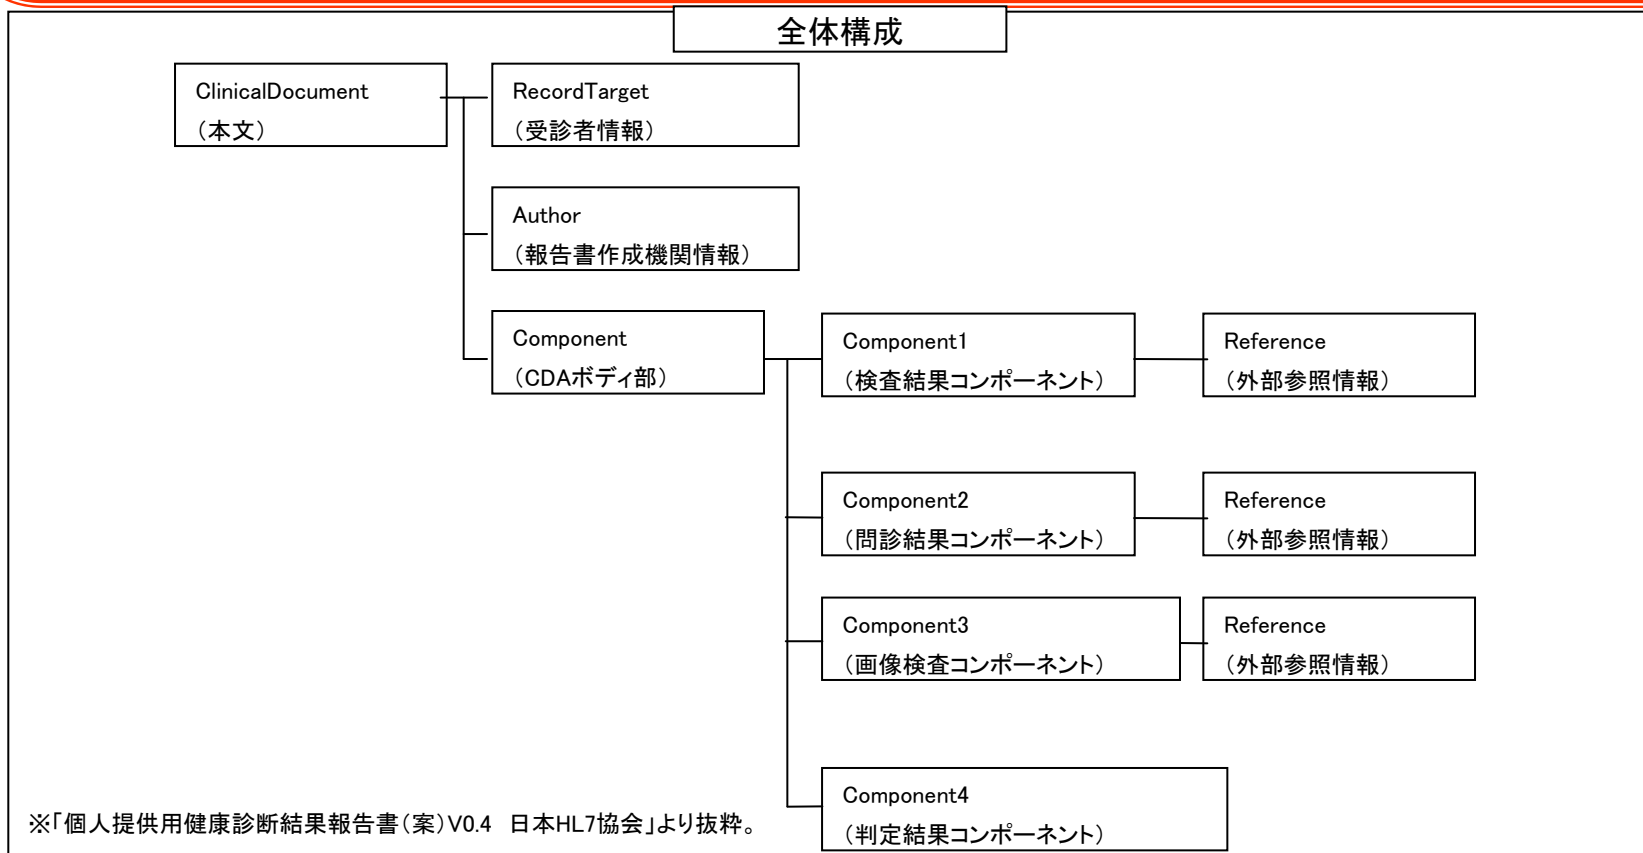 全体構成
ClinicalDocument
（本文）
RecordTarget
（受診者情報）
Author
（報告書作成機関情報）
Component
（CDAボディ部）
Component1
（検査結果コンポーネント）
Reference
（外部参照情報）
Component2
（問診結果コンポーネント）
Reference
（外部参照情報）
Component3
（画像検査コンポーネント）
Reference
（外部参照情報）
Component4
（判定結果コンポーネント）
※「個人提供用健康診断結果報告書（案）V0.4　日本HL7協会」より抜粋。